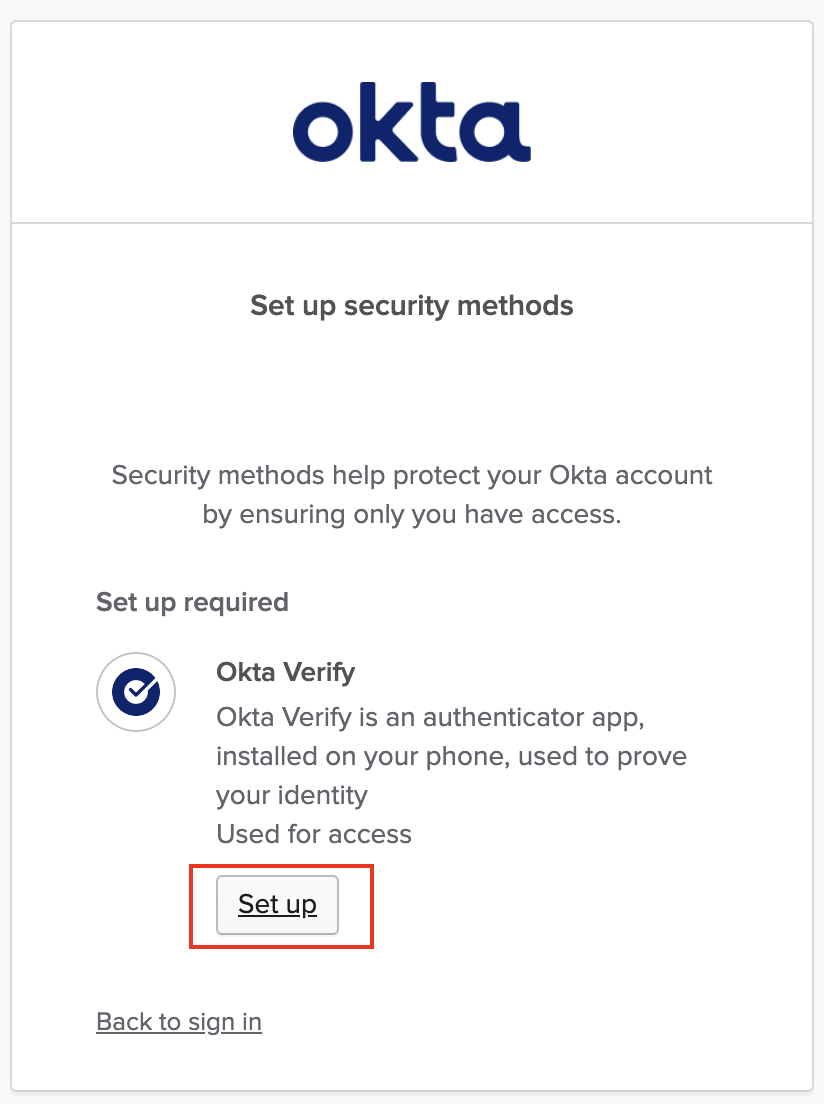 okta
Set up security methods
Security methods help protect your Okta account
by ensuring only you have access.
Set up required
Okta Verify
Okta Verify is an authenticator app,
installed on your phone, used to prove
your identity
Used for access
Set up
Back to sign in